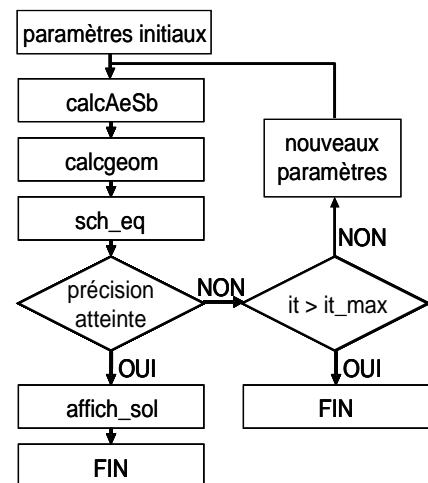 paramètres initiaux
calcAeSb
calcgeom
sch_eq
précision
atteinte
NON
it > it_max
NON
nouveaux
paramètres
OUI
affich_sol
FIN
OUI
FIN